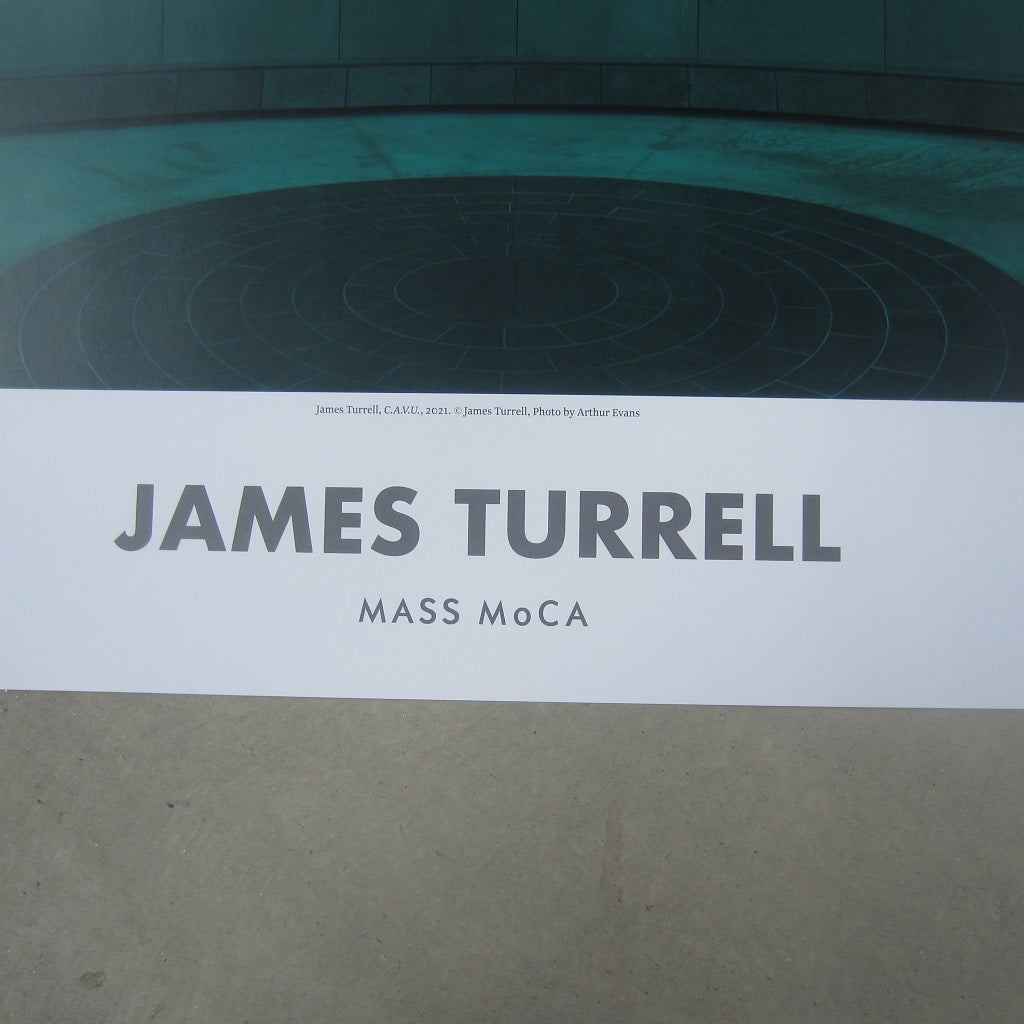 James Turrell, C.A.V.U., 2021. © James Turrell, Photo by Arthur Evans
JAMES TURRELL
MASS MoCA